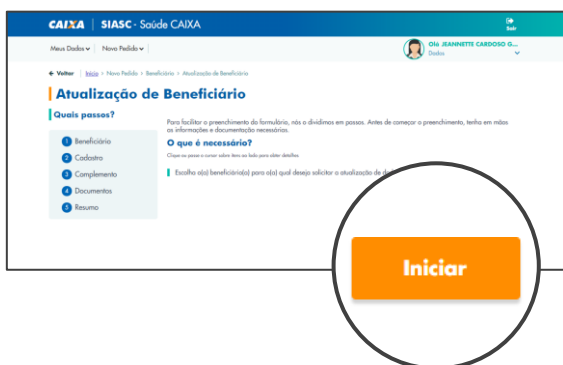 CAIXA | SIASC - Saúde CAIXA
Sair
Meus Dados
Novo Pedido
Olá JEANNETTE CARDOSO G...
Dados
Voltar | Início > Novo Pedido > Beneficiário > Atualização de Beneficiário
Atualização de Beneficiário
Quais passos?
1 Beneficiário
2 Cadastro
3 Complemento
4 Documentos
5 Resumo
Para facilitar o preenchimento do formulário, nós o dividimos em passos. Antes de começar o preenchimento, tenha em mãos
as informações e documentação necessárias.
O que é necessário?
Clique ou passe o cursor sobre item ao lado para obter detalhes
Escolha o(a) beneficiário(a) para o(a) qual deseja solicitar a atualização de
Iniciar